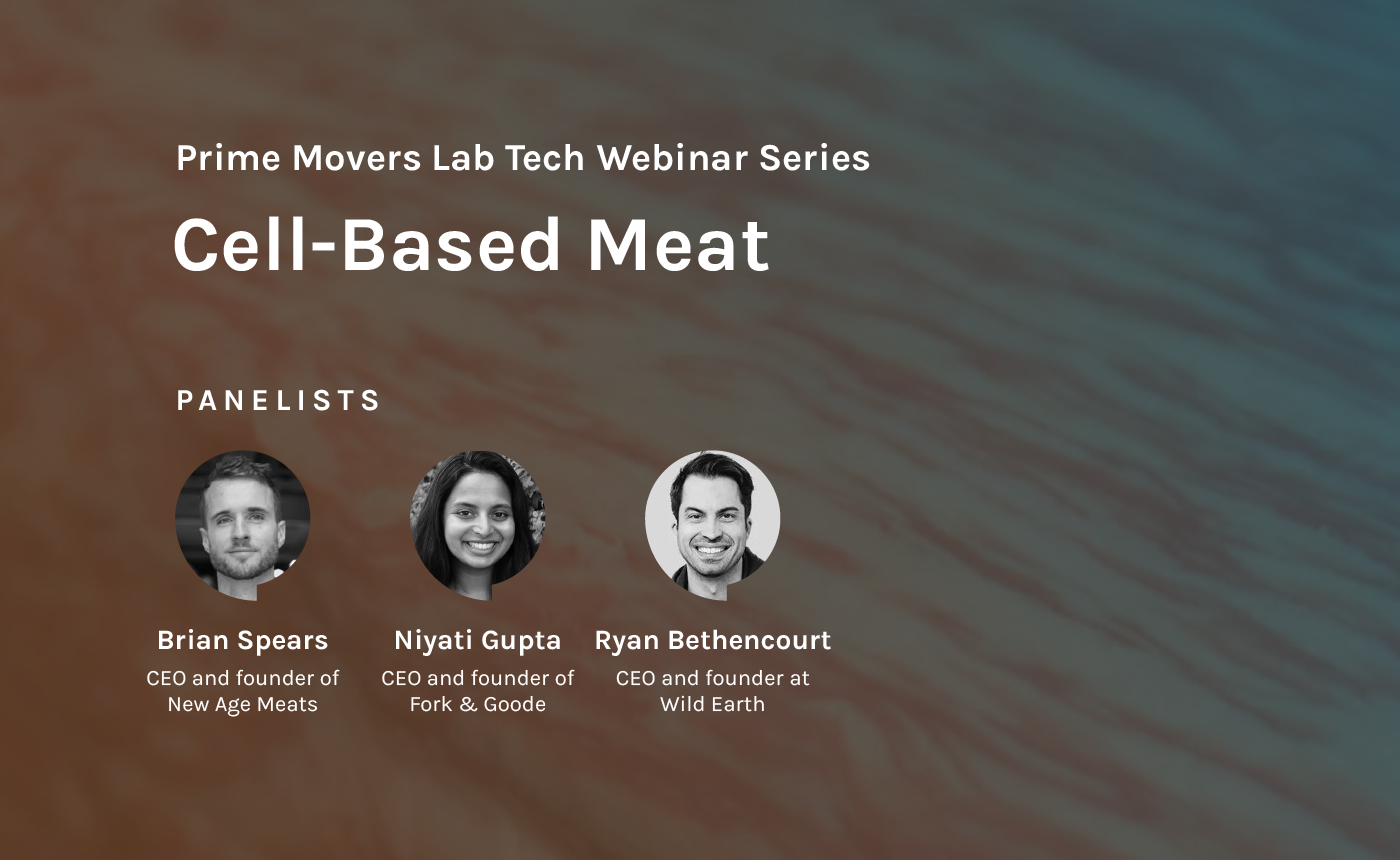 Prime Movers Lab Tech Webinar Series
Cell-Based Meat
PANELISTS
Brian Spears
CEO and founder of
New Age Meats
Niyati Gupta
CEO and founder of
Fork & Goode
Ryan Bethencourt
CEO and founder at
Wild Earth